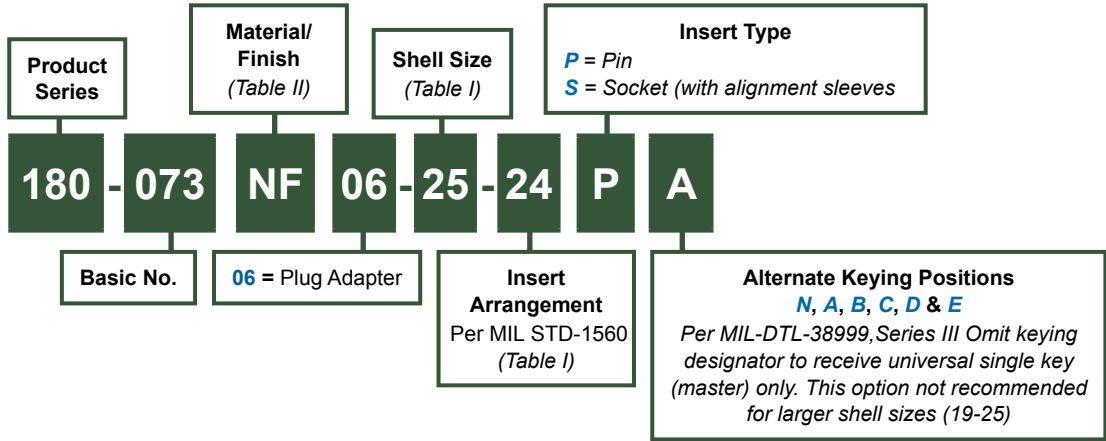 Product
Series
Material/
Finish
(Table II)
Shell Size
(Table I)
Insert Type
P = Pin
S = Socket (with alignment sleeves
180-073 NF 06-25-24 P A
Basic No.
06 = Plug Adapter
Insert
Arrangement
Per MIL STD-1560
(Table I)
Alternate Keying Positions
N, A, B, C, D & E
Per MIL-DTL-38999,Series III Omit keying
designator to receive universal single key
(master) only. This option not recommended
for larger shell sizes (19-25)